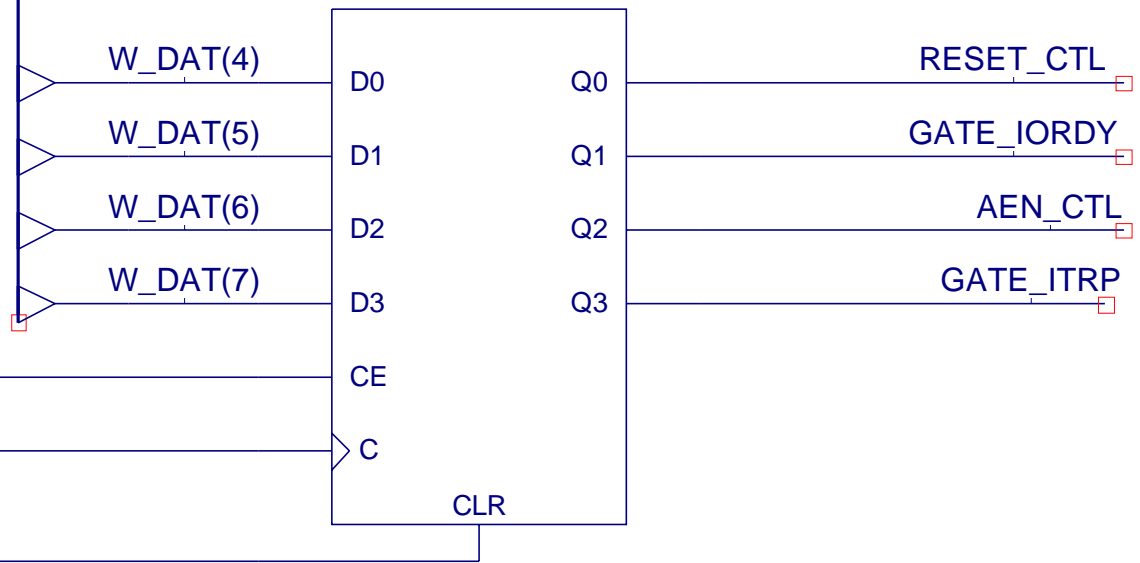 W_DAT(4) D0 Q0 RESET_CTL
W_DAT(5) D1 Q1 GATE_IORDY
W_DAT(6) D2 Q2 AEN_CTL
W_DAT(7) D3 Q3 GATE_ITRP
CE
C
CLR